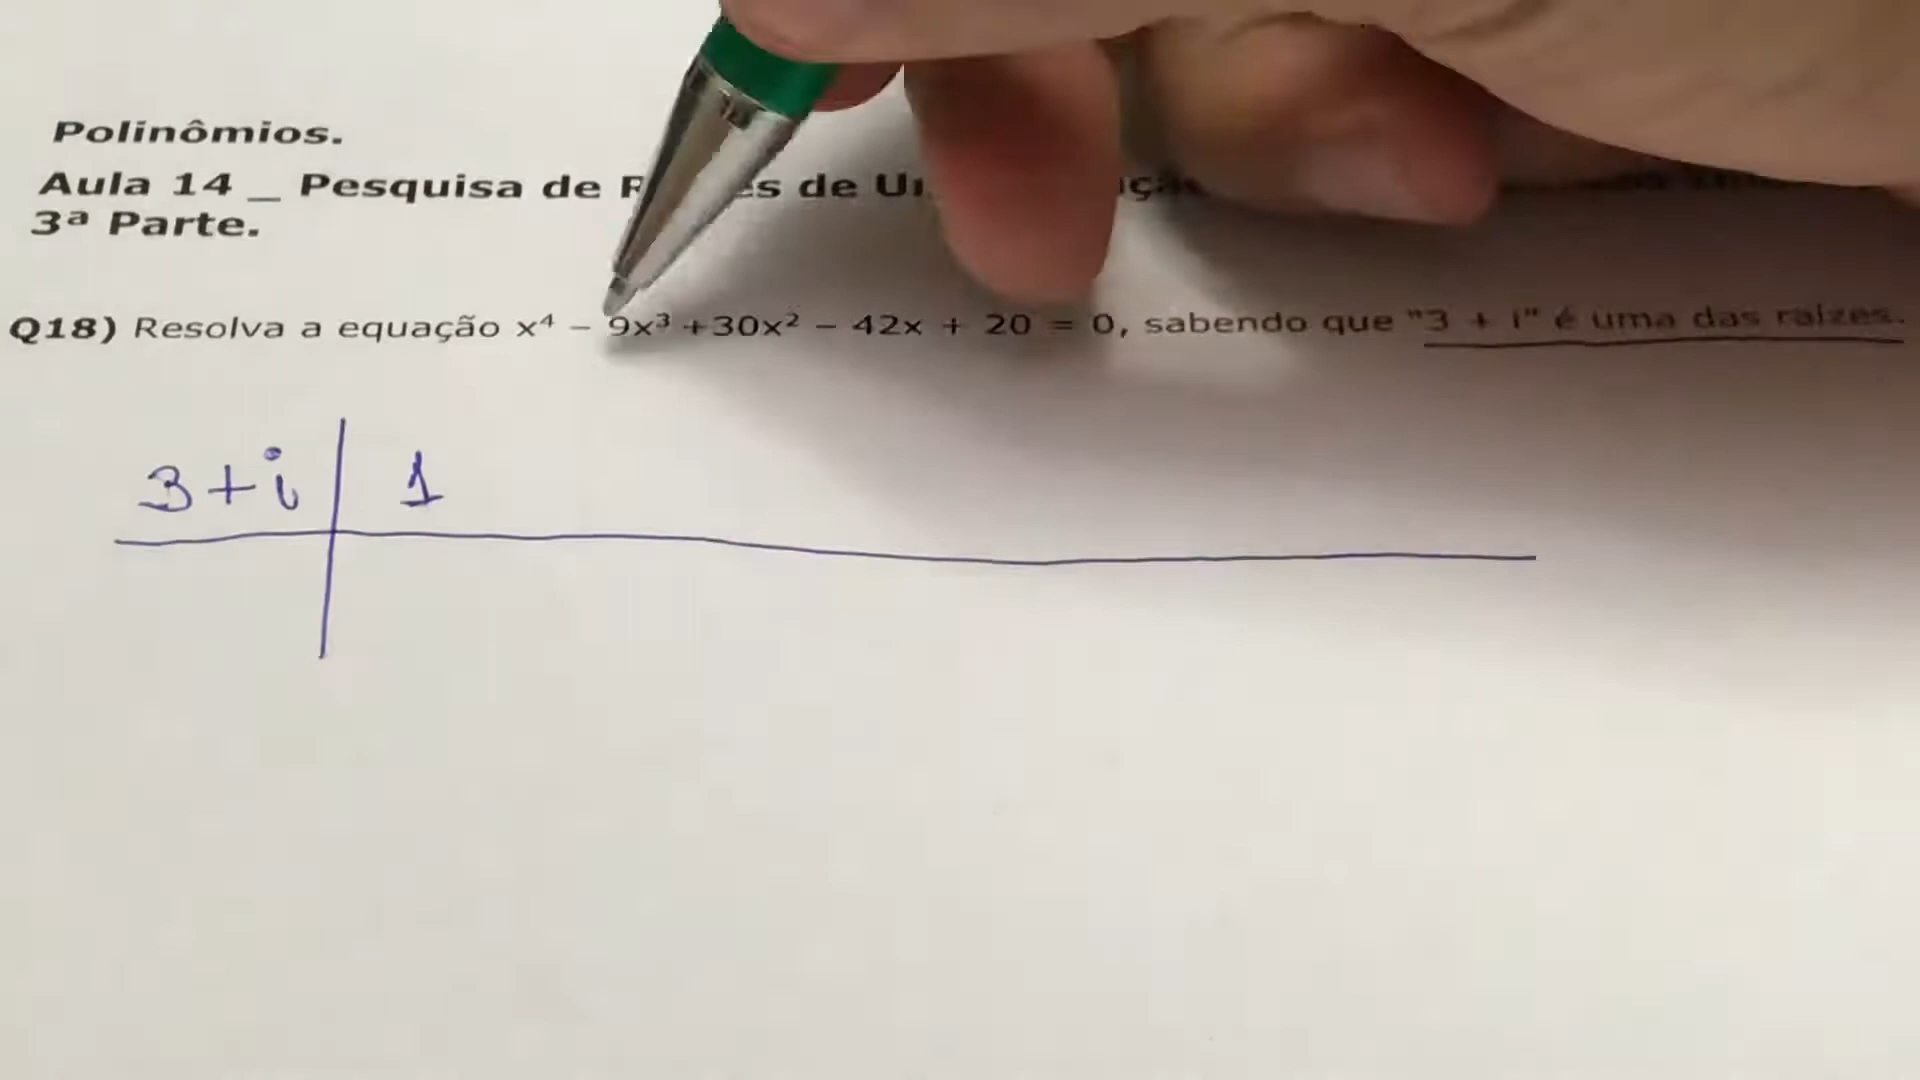 Polinômios.
Aula 14 _ Pesquisa de de
3ª Parte.
Q18) Resolva a equação x⁴ – 9x³ +30x² – 42x + 20 = 0, sabendo que "3 + i" é uma das raízes.
3+i 1